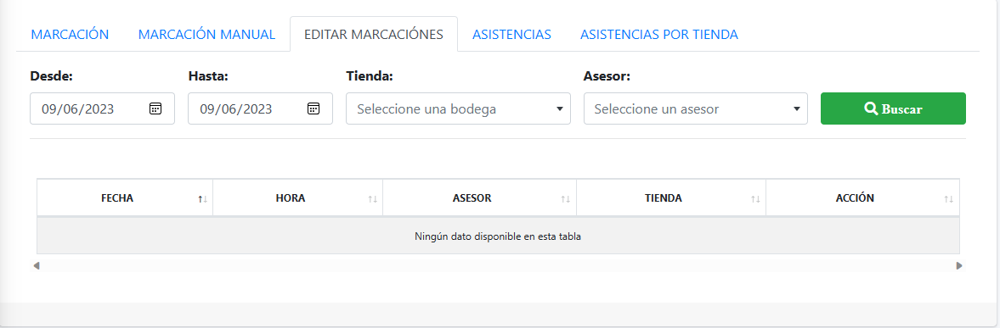 MARCACIÓN MARCACIÓN MANUAL EDITAR MARCACIÓNES ASISTENCIAS ASISTENCIAS POR TIENDA
Desde: Hasta: Tienda: Asesor:
09/06/2023 09/06/2023 Seleccione una bodega Seleccione un asesor Buscar
FECHA HORA ASESOR TIENDA ACCIÓN
Ningún dato disponible en esta tabla